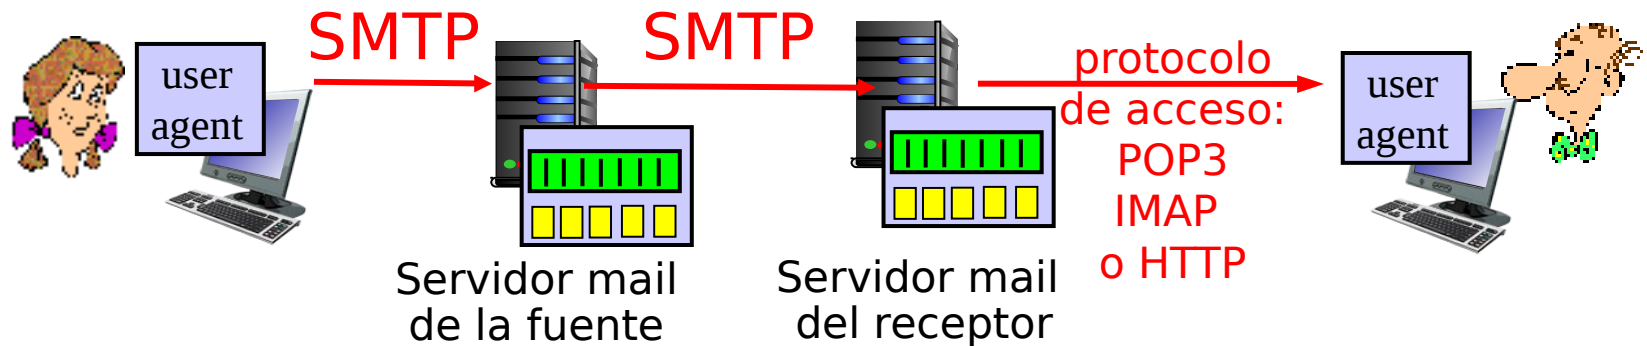 user
agent
SMTP
SMTP
protocolo
de acceso:
POP3
IMAP
o HTTP
user
agent
Servidor mail
de la fuente
Servidor mail
del receptor